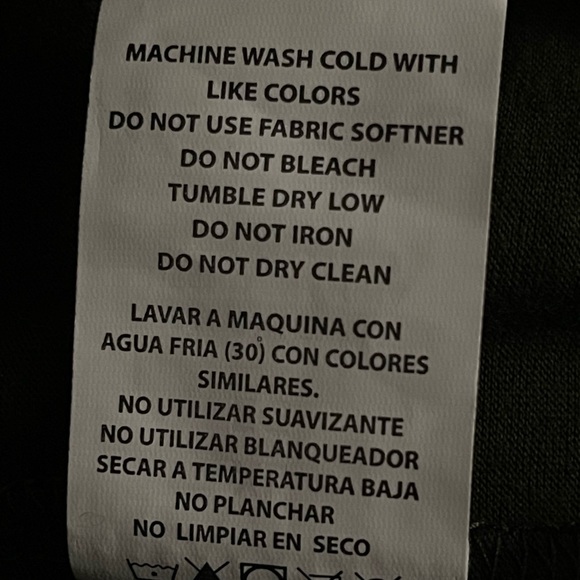 MACHINE WASH COLD WITH
LIKE COLORS
DO NOT USE FABRIC SOFTNER
DO NOT BLEACH
TUMBLE DRY LOW
DO NOT IRON
DO NOT DRY CLEAN
LAVAR A MAQUINA CON
AGUA FRIA (30°) CON COLORES
SIMILARES.
NO UTILIZAR SUAVIZANTE
NO UTILIZAR BLANQUEADOR
SECAR A TEMPERATURA BAJA
NO PLANCHAR
NO LIMPIAR EN SECO